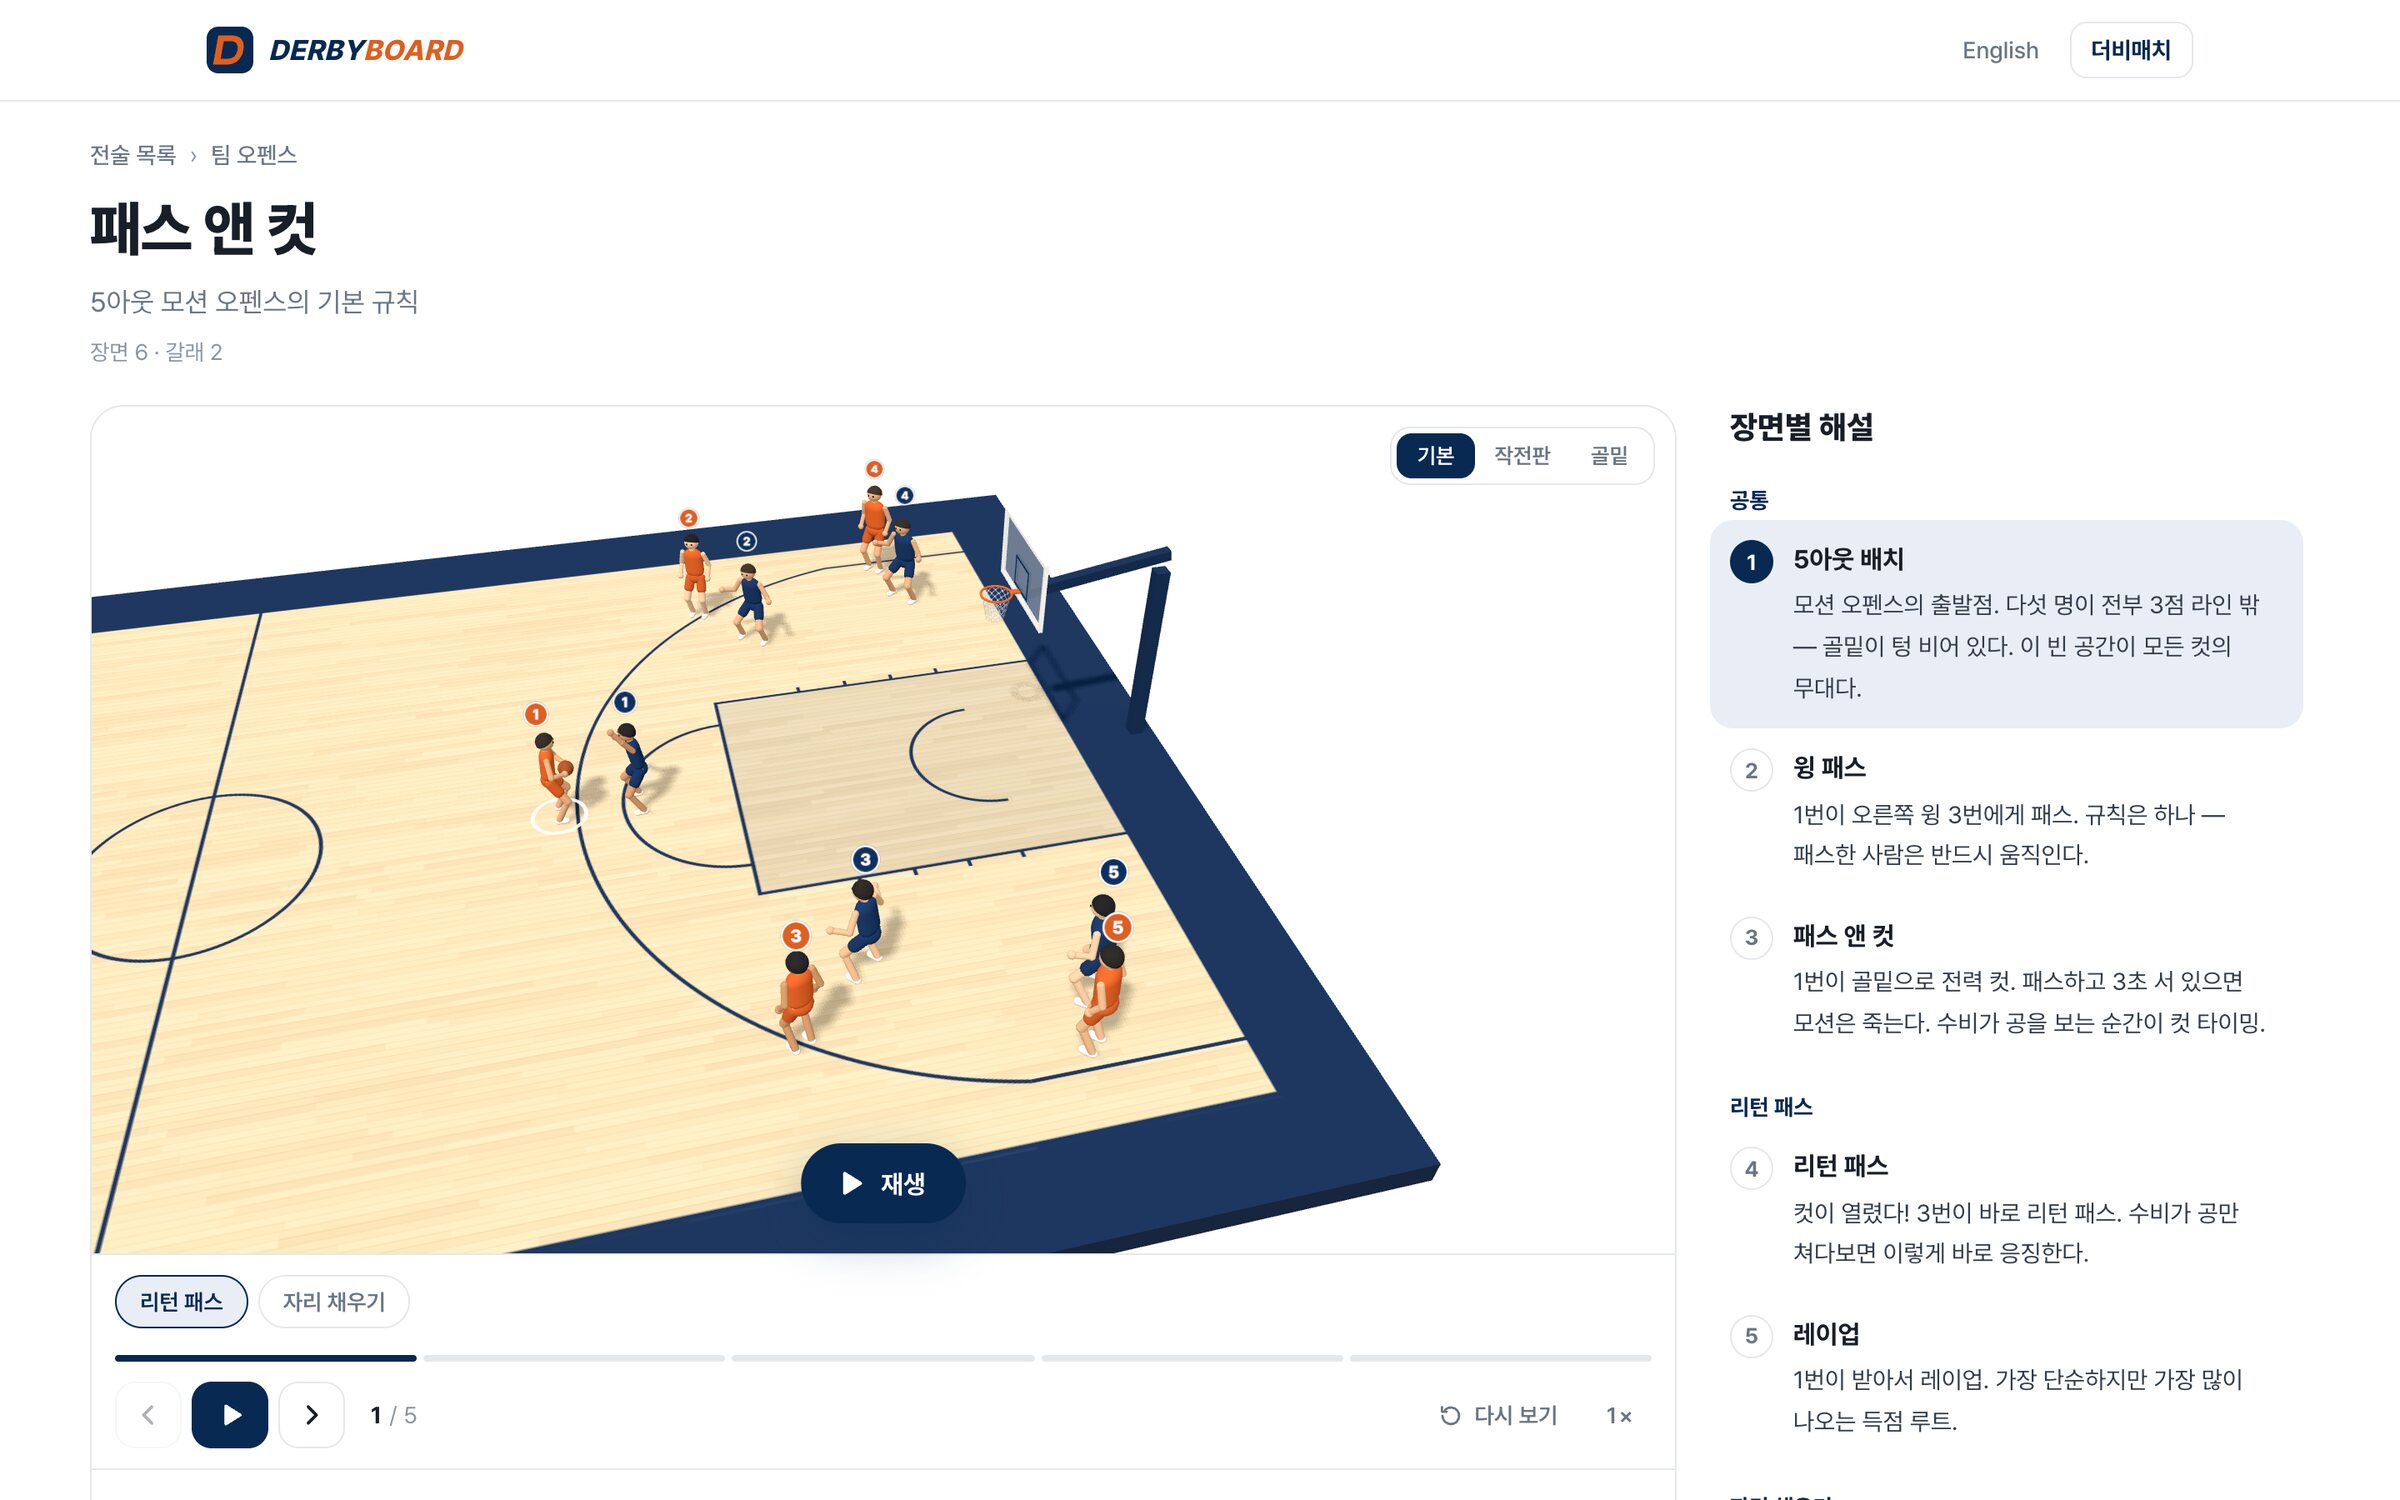 D DERBYBOARD
English
더비매치
전술 목록 › 팀 오펜스
패스 앤 컷
5아웃 모션 오펜스의 기본 규칙
장면 6 · 갈래 2
기본
작전판
골밑
4
4
2
2
1
1
3
5
3
5
재생
리턴 패스
자리 채우기
1 / 5
다시 보기
1×
장면별 해설
공통
1
5아웃 배치
모션 오펜스의 출발점. 다섯 명이 전부 3점 라인 밖
— 골밑이 텅 비어 있다. 이 빈 공간이 모든 컷의
무대다.
2
윙 패스
1번이 오른쪽 윙 3번에게 패스. 규칙은 하나 —
패스한 사람은 반드시 움직인다.
3
패스 앤 컷
1번이 골밑으로 전력 컷. 패스하고 3초 서 있으면
모션은 죽는다. 수비가 공을 보는 순간이 컷 타이밍.
리턴 패스
4
리턴 패스
컷이 열렸다! 3번이 바로 리턴 패스. 수비가 공만
쳐다보면 이렇게 바로 응징한다.
5
레이업
1번이 받아서 레이업. 가장 단순하지만 가장 많이
나오는 득점 루트.